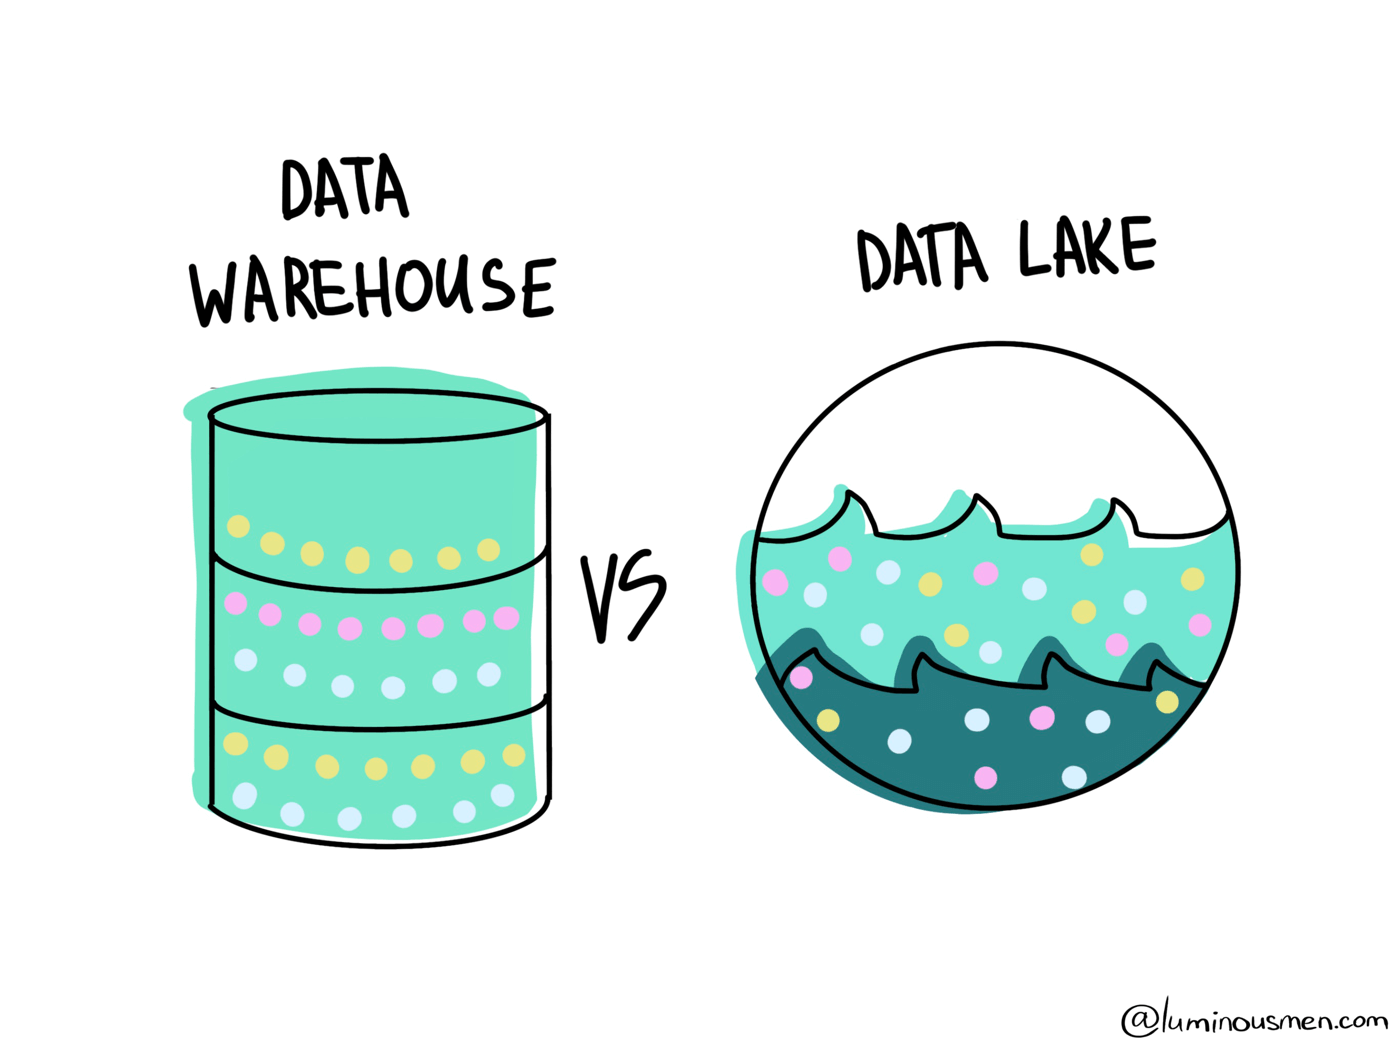 DATA
WAREHOUSE
DATA LAKE
VS
@luminousmen.com